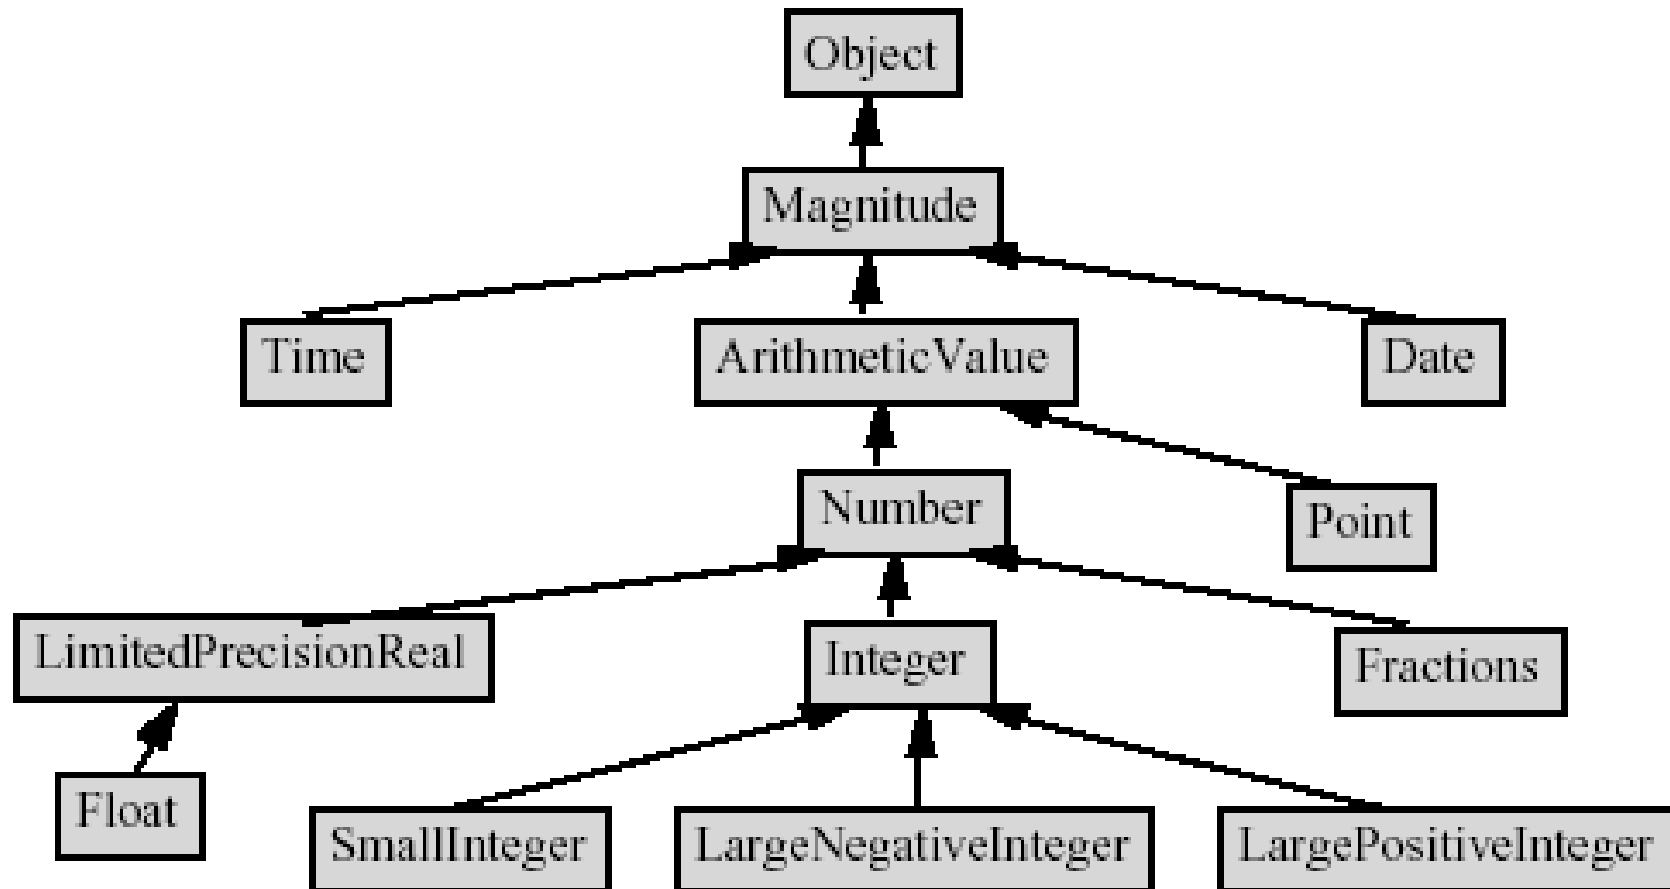 Object
Magnitude
Time
ArithmeticValue
Date
Number
Point
LimitedPrecisionReal
Integer
Fractions
Float
SmallInteger
LargeNegativeInteger
LargePositiveInteger